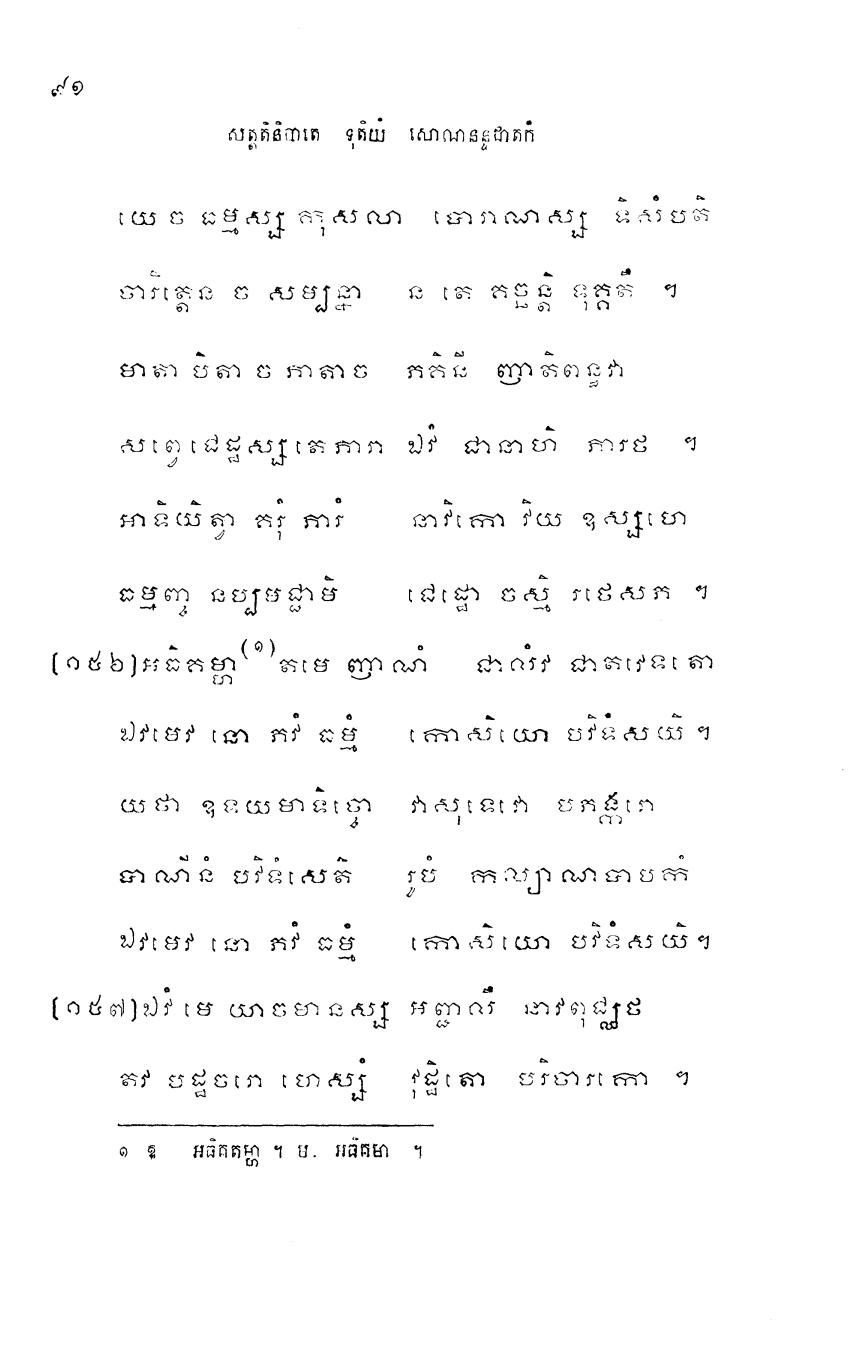 ៩១
សត្តតិនិបាតេ ទុតិយំ សោណនន្ទជាតកំ
យេ ច ធម្មស្ស កុសលា បោរាណស្ស ទិសំបតិ
ចារិត្តេន ច សម្បន្នា ន តេ គច្ឆន្តិ ទុគ្គតឹ ។
មាតា បិតា ច ភាតា ច ភគិនី ញាតិពន្ធវា
សព្វេ ជេដ្ឋស្ស តេ ភារា ឯវំ ជានាហិ ភារថ ។
អាទិយិត្វា គរុំ ភារំ នាវិកោ វិយ ឧស្សហេ
ធម្មញ្ច នប្បមជ្ជាមិ ជេដ្ឋោ ចស្មិ រថេសភ ។
[១៥៦] អធិគម្ហា(១) តមេ ញាណំ ជាលំវ ជាតវេទតោ
ឯវមេវ នោ ភវំ ធម្មំ កោសិយោ បវិទំសយិ ។
យថា ឧទយមាទិច្ចោ វាសុទេវោ បភង្ករោ
បាណីនំ បវិទំសេតិ រូបំ កល្យាណបាបកំ
ឯវមេវ នោ ភវំ ធម្មំ កោសិយោ បវិទំសយិ ។
[១៥៧] ឯវំ មេ យាចមានស្ស អញ្ជលឹ នាវពុជ្ឈថ
តវ បដ្ឋចរោ ហេស្សំ វុដ្ឋិតោ បរិចារកោ ។
១ ឱ អធិគតម្ហា ។ ប. អធិគមា ។